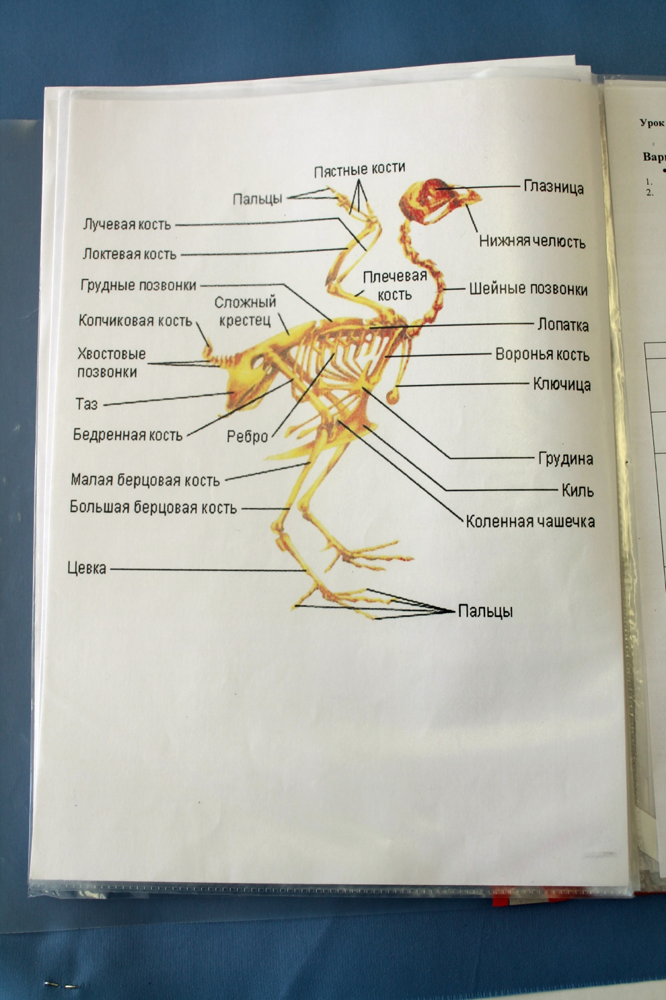 Пястные кости
Пальцы
Глазница
Лучевая кость
Нижняя челюсть
Локтевая кость
Плечевая
кость
Грудные позвонки
Шейные позвонки
Сложный
крестец
Копчиковая кость
Лопатка
Хвостовые
позвонки
Воронья кость
Ключица
Таз
Бедренная кость
Ребро
Грудина
Малая берцовая кость
Киль
Большая берцовая кость
Коленная чашечка
Цевка
Пальцы
Урок
1.
2.